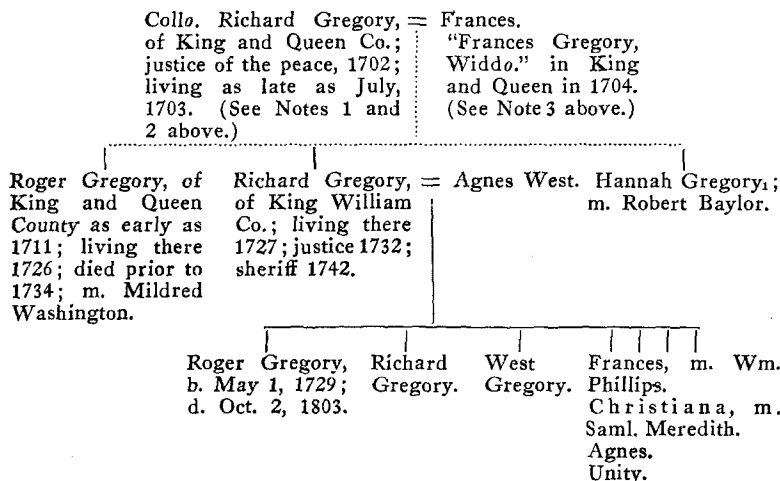 Collo. Richard Gregory, = Frances.
of King and Queen Co.;
justice of the peace, 1702;
living as late as July,
1703. (See Notes 1 and
2 above.)
"Frances Gregory,
Widdo." in King
and Queen in 1704.
(See Note 3 above.)
Roger Gregory, of
King and Queen
County as early as
1711; living there
1726; died prior to
1734; m. Mildred
Washington.
Richard Gregory, = Agnes West.
of King William
Co.; living there
1727; justice 1732;
sheriff 1742.
Hannah Gregory1;
m. Robert Baylor.
Roger Gregory,
b. May 1, 1729;
d. Oct. 2, 1803.
Richard
Gregory.
West
Gregory.
Frances, m. Wm.
Phillips.
Christiana, m.
Saml. Meredith.
Agnes.
Unity.